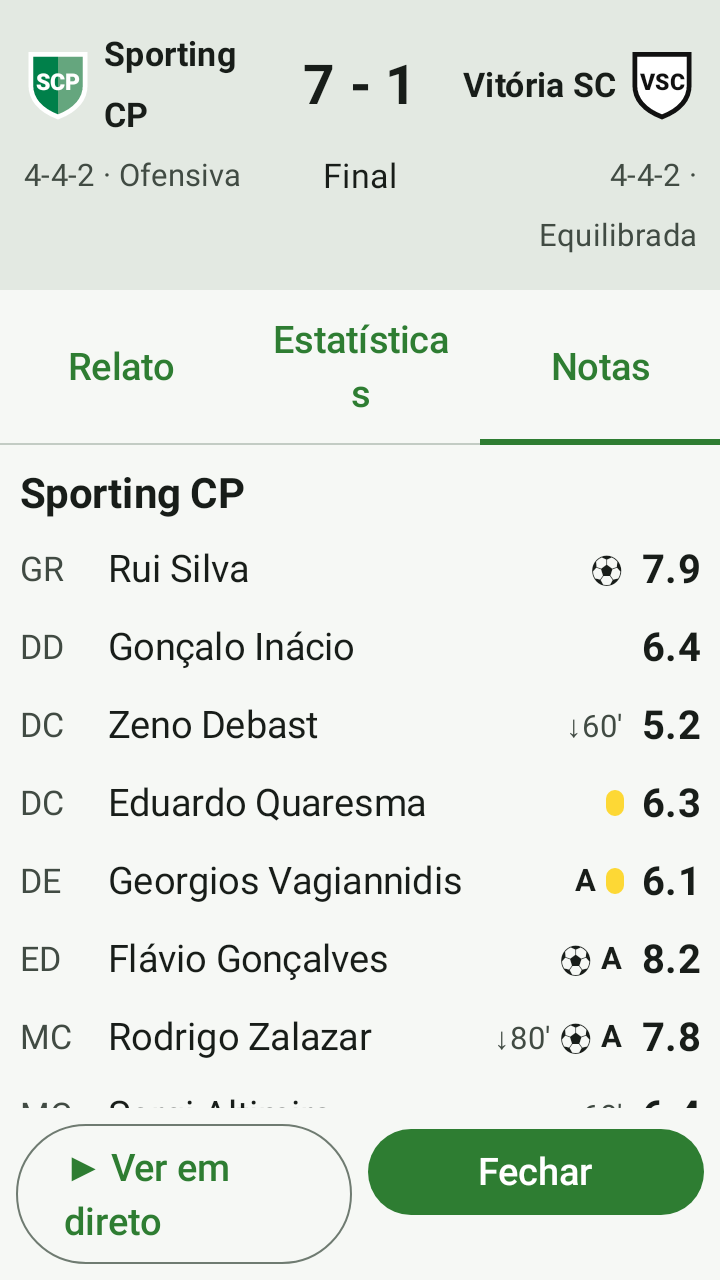 SCP
Sporting
CP
7 - 1
Vitória SC
VSC
4-4-2 · Ofensiva
Final
4-4-2 ·
Equilibrada
Relato
Estatística
s
Notas
Sporting CP
GR Rui Silva 7.9
DD Gonçalo Inácio 6.4
DC Zeno Debast ↓60' 5.2
DC Eduardo Quaresma 6.3
DE Georgios Vagiannidis A 6.1
ED Flávio Gonçalves A 8.2
MC Rodrigo Zalazar ↓80' A 7.8
► Ver em
direto
Fechar